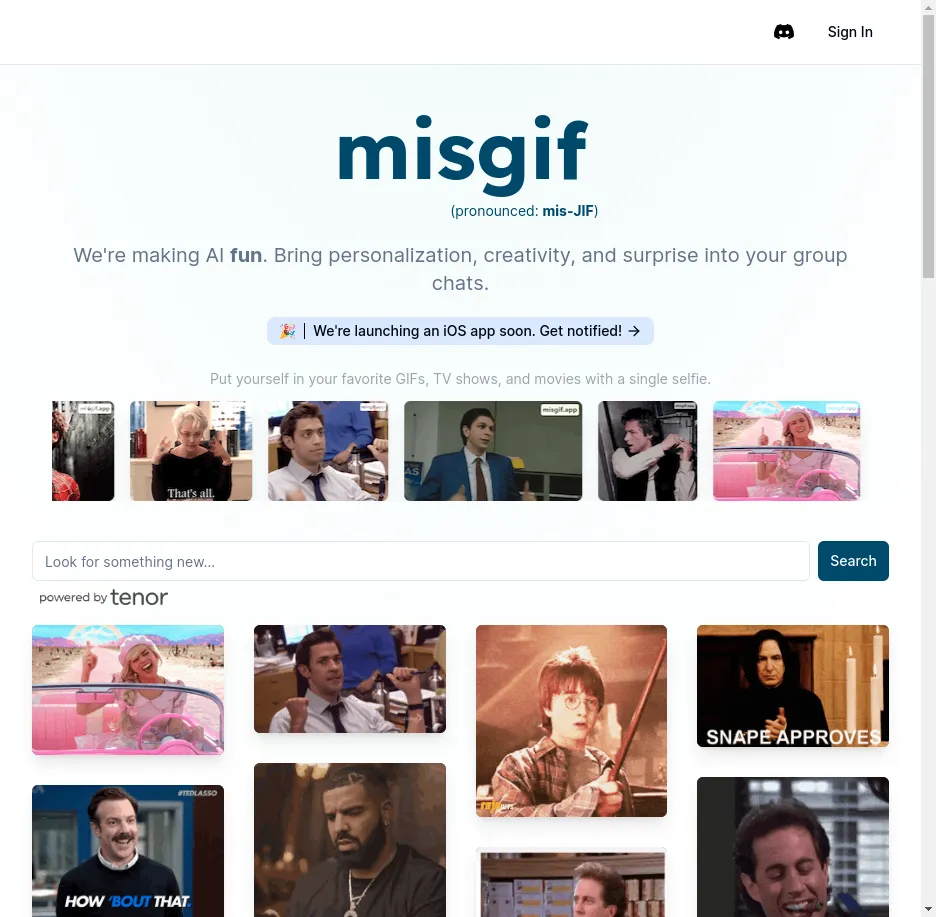 Sign In
misgif
(pronounced: mis-JIF)
We're making AI fun. Bring personalization, creativity, and surprise into your group
chats.
🎉 | We're launching an iOS app soon. Get notified! →
Put yourself in your favorite GIFs, TV shows, and movies with a single selfie.
misgif.app
That's all.
misgif.app
misgif.app
misgif.app
misgif.app
Look for something new...
Search
powered by tenor
SNAPE APPROVES
#TEDLASSO
HOW 'BOUT THAT.